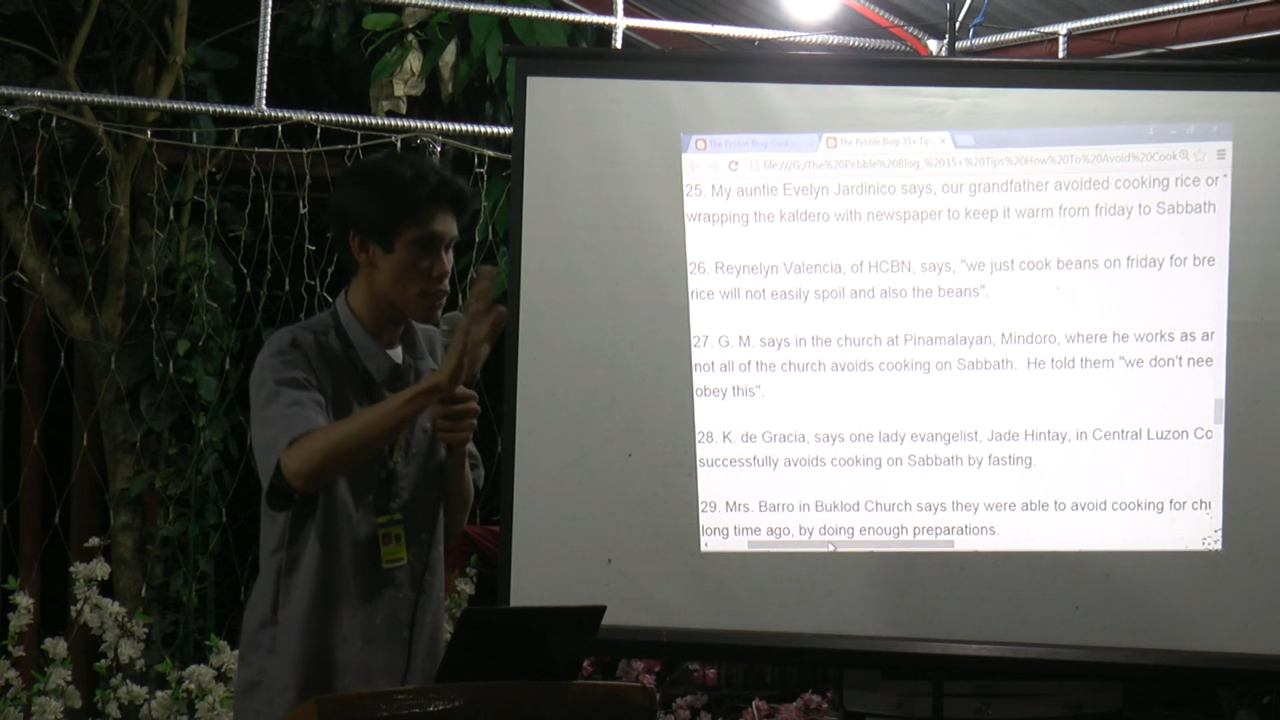 The Pebble Blog: Cooking
The Pebble Blog: 35+ Tips
file:///G:/The%20Pebble%20Blog_%2035+%20Tips%20How%20To%20Avoid%20Cook
25. My auntie Evelyn Jardinico says, our grandfather avoided cooking rice or
wrapping the kaldero with newspaper to keep it warm from friday to Sabbath
26. Reynelyn Valencia, of HCBN, says, "we just cook beans on friday for bre
rice will not easily spoil and also the beans".
27. G. M. says in the church at Pinamalayan, Mindoro, where he works as ar
not all of the church avoids cooking on Sabbath.  He told them "we don't nee
obey this".
28. K. de Gracia, says one lady evangelist, Jade Hintay, in Central Luzon Co
successfully avoids cooking on Sabbath by fasting.
29. Mrs. Barro in Buklod Church says they were able to avoid cooking for chu
long time ago, by doing enough preparations.